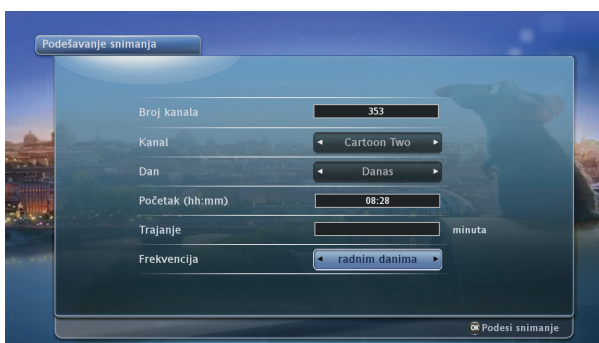 Podešavanje snimanja
Broj kanala 353
Kanal ◄ Cartoon Two ►
Dan ◄ Danas ►
Početak (hh:mm) 08:28
Trajanje minuta
Frekvencija ◄ radnim danima ►
OK Podesi snimanje